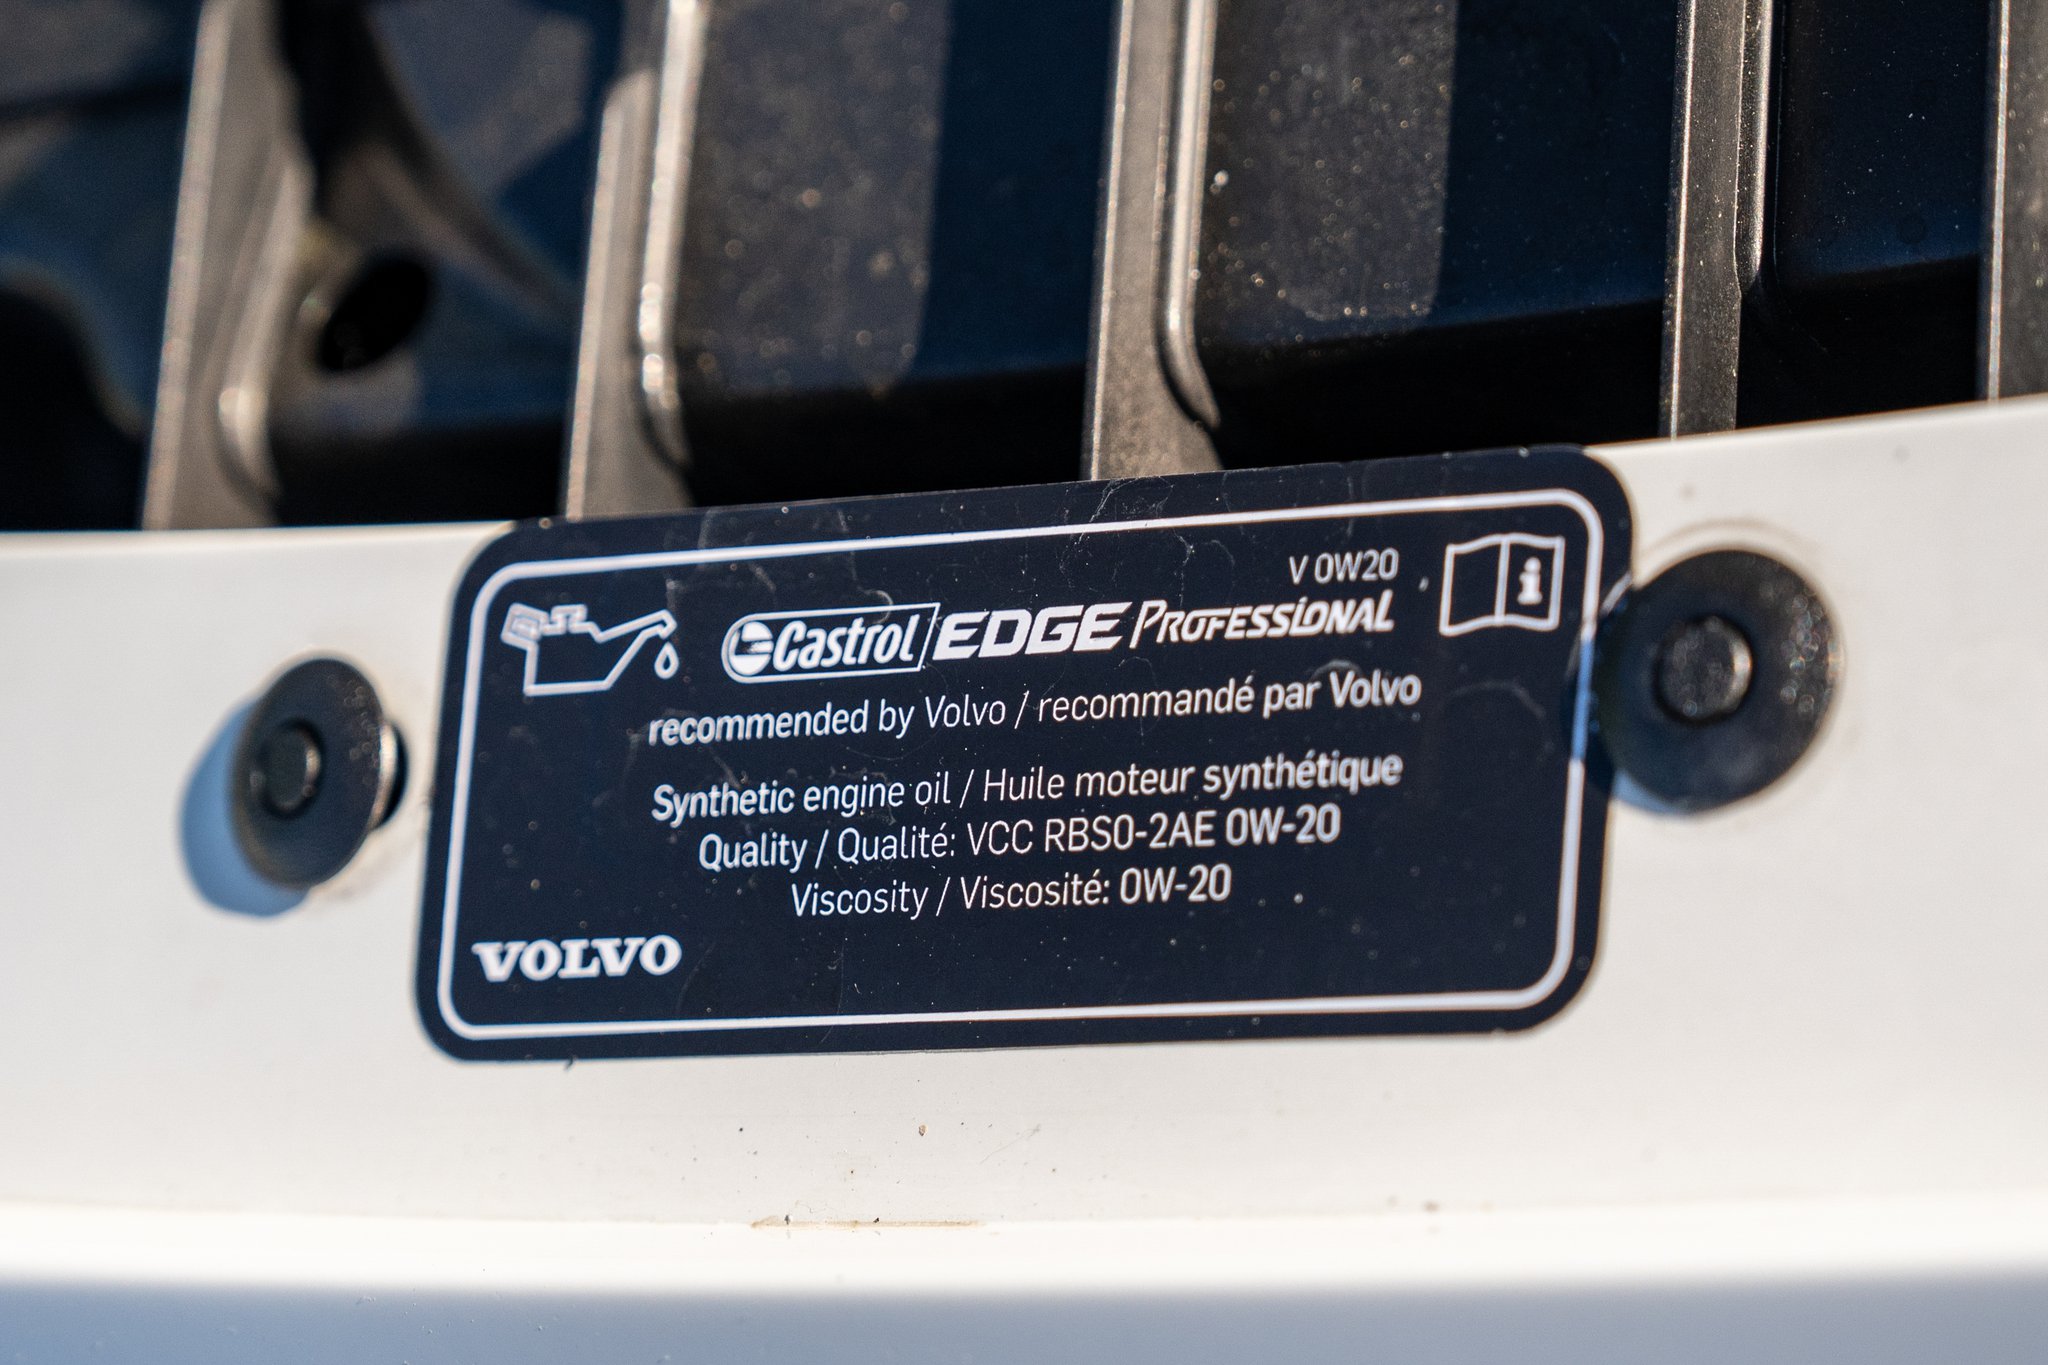 V 0W20
Castrol EDGE PROFESSIONAL
recommended by Volvo / recommandé par Volvo
Synthetic engine oil / Huile moteur synthétique
Quality / Qualité: VCC RBS0-2AE 0W-20
Viscosity / Viscosité: 0W-20
VOLVO